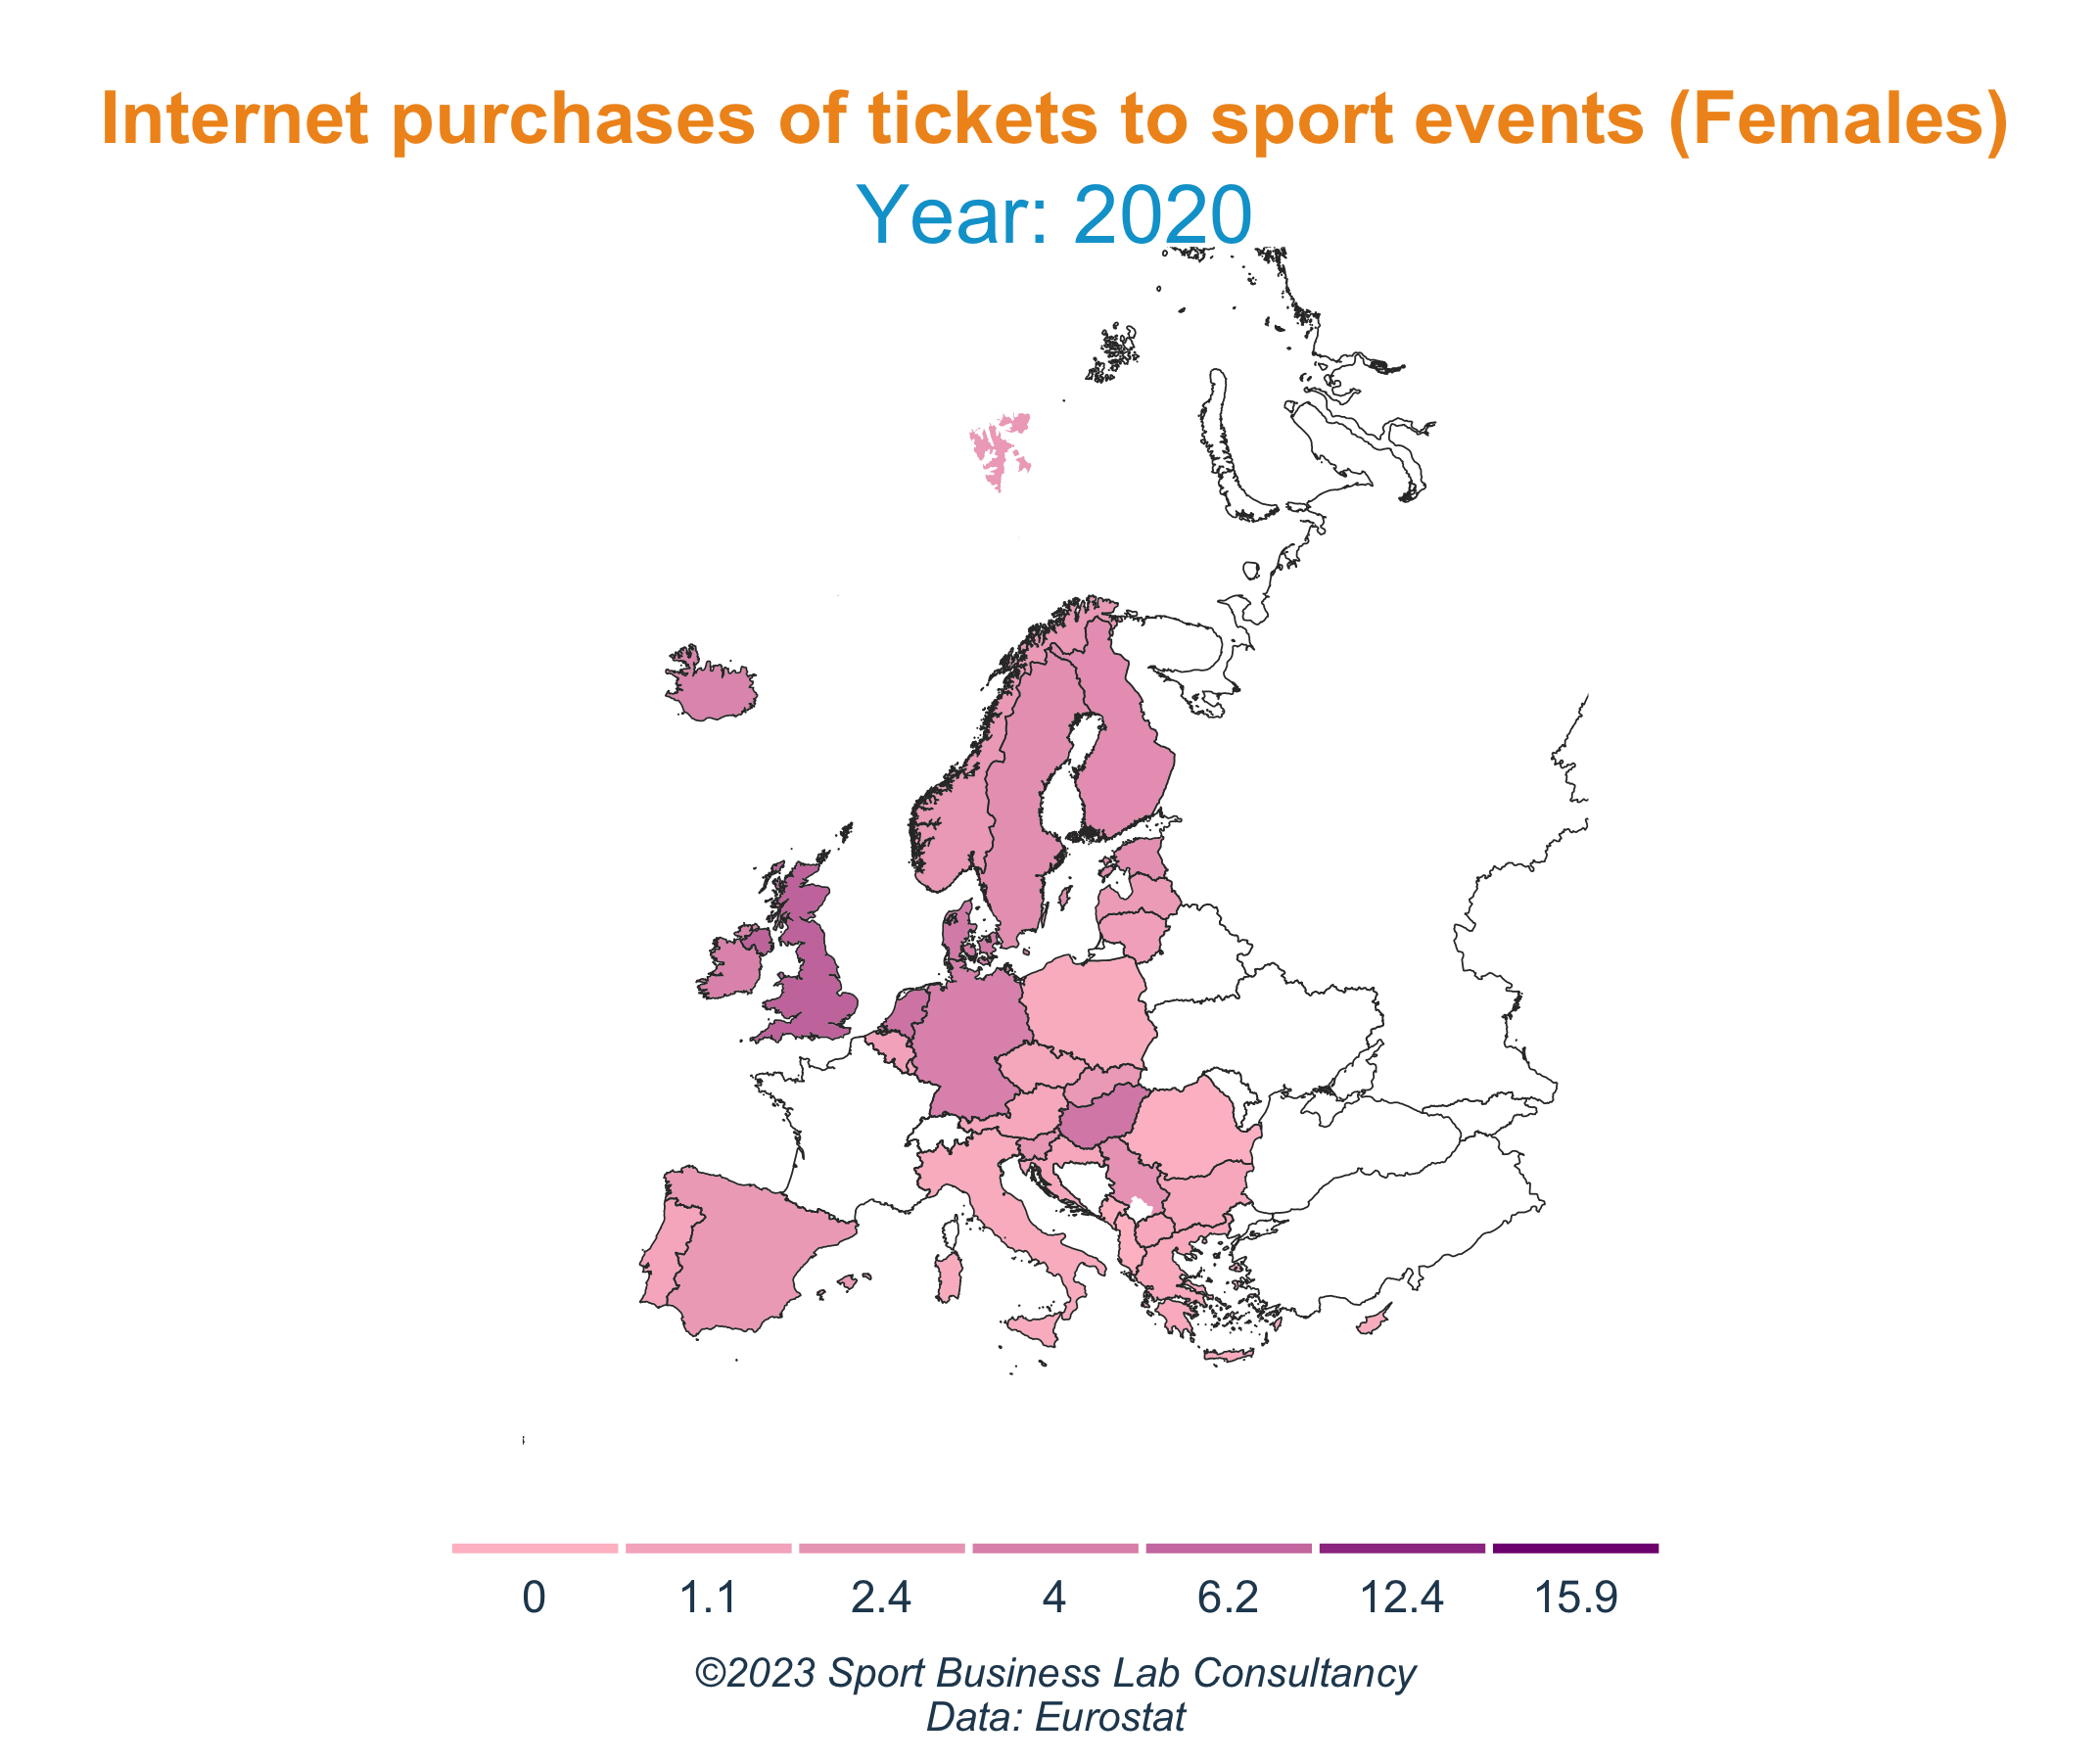 Internet purchases of tickets to sport events (Females)
Year: 2020
0 1.1 2.4 4 6.2 12.4 15.9
©2023 Sport Business Lab Consultancy
Data: Eurostat